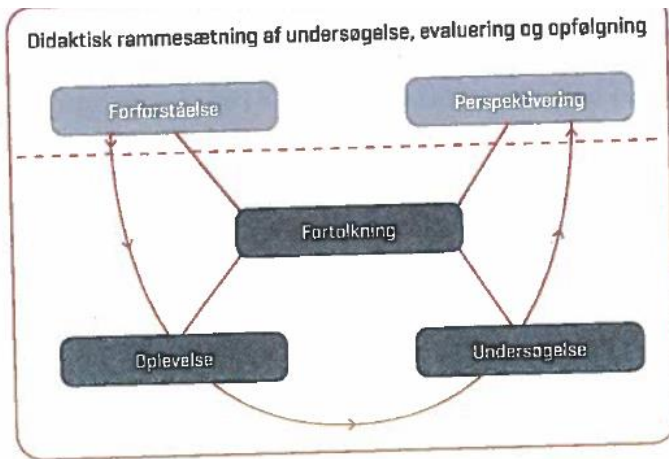 Didaktisk rammesætning af undersøgelse, evaluering og opfølgning
Forforståelse
Perspektivering
Fortolkning
Oplevelse
Undersøgelse